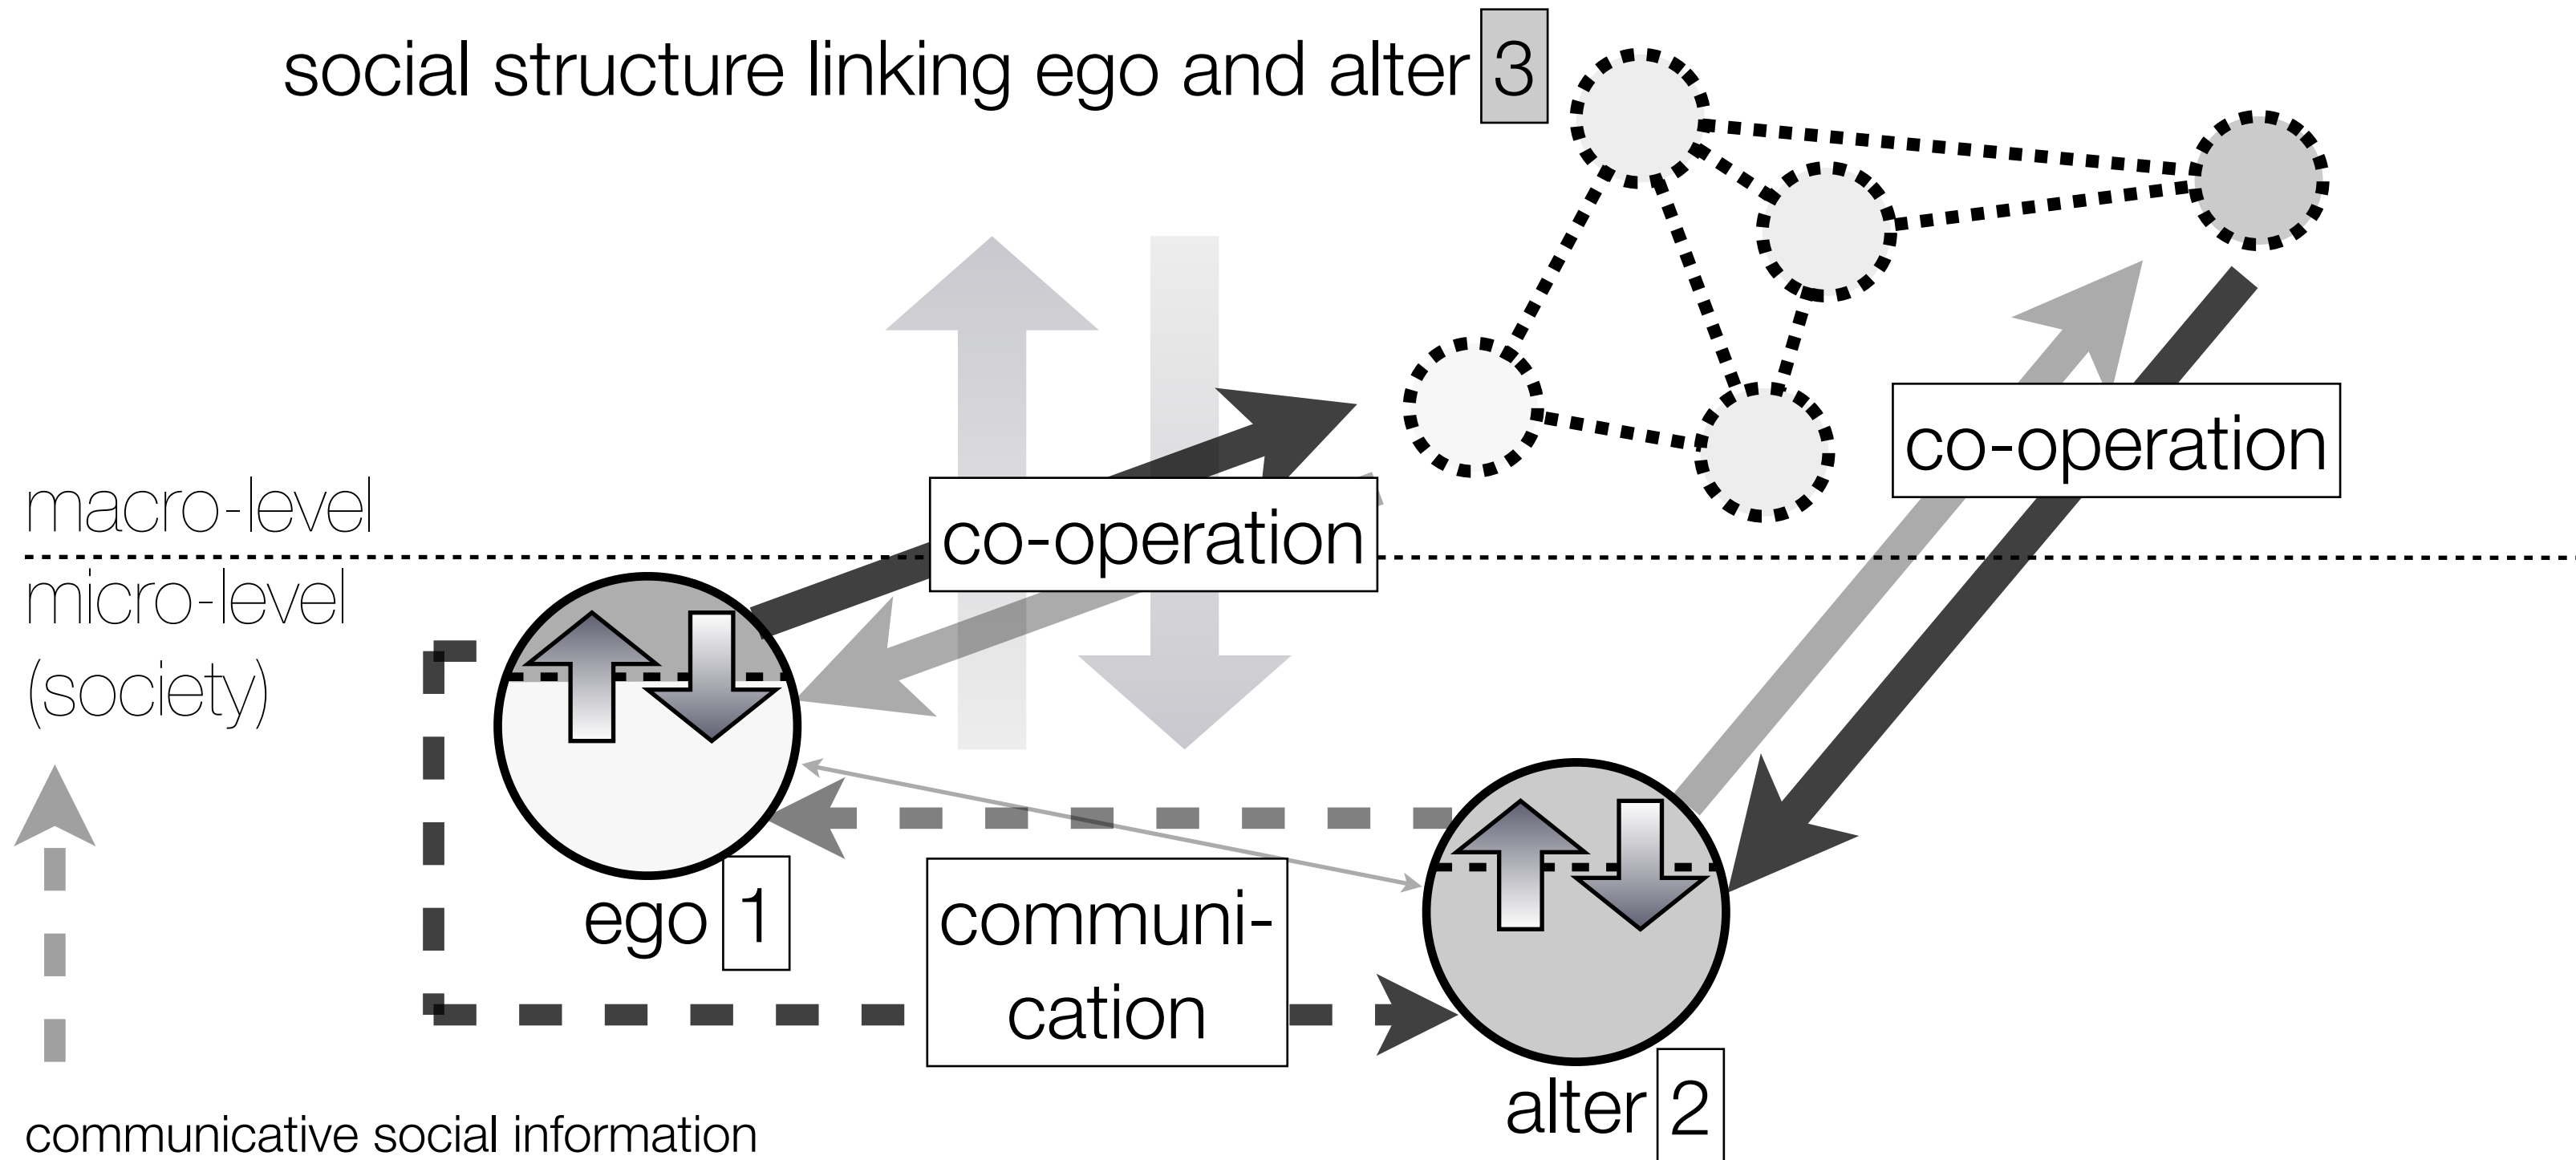 social structure linking ego and alter 3
co-operation
macro-level
co-operation
micro-level
(society)
ego 1
communi-
cation
alter 2
communicative social information